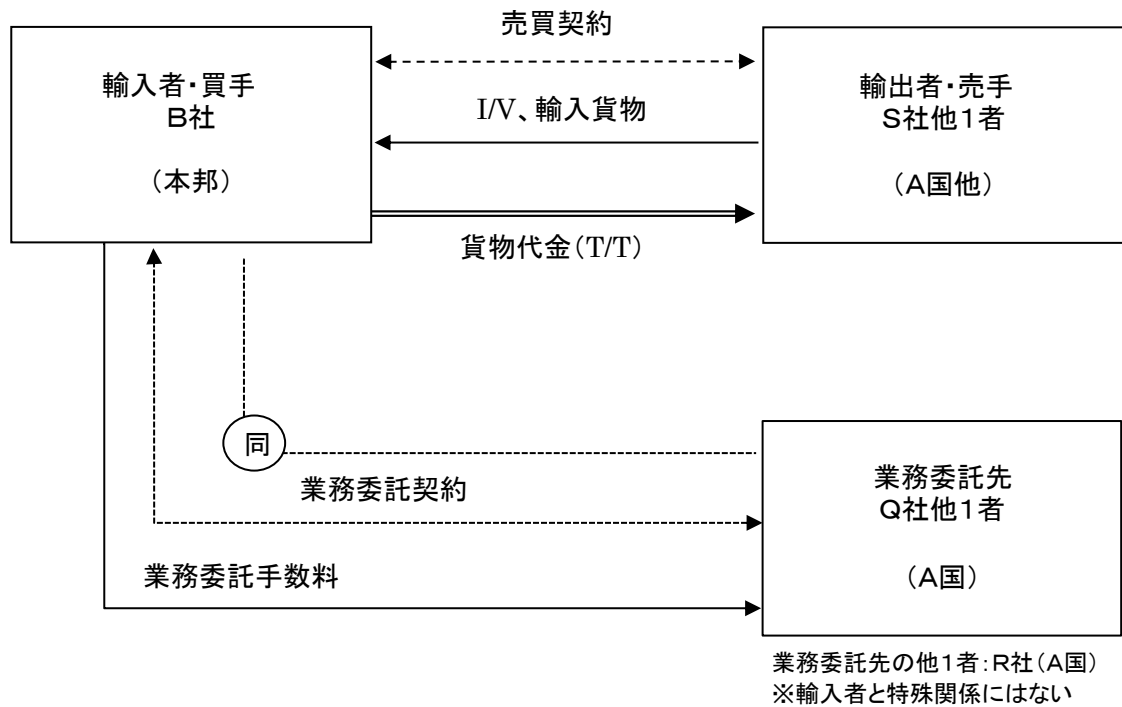 売買契約
輸入者・買手
B社
(本邦)
I/V、輸入貨物
輸出者・売手
S社他1者
(A国他)
貨物代金(T/T)
同
業務委託契約
業務委託手数料
業務委託先
Q社他1者
(A国)
業務委託先の他1者:R社(A国)
※輸入者と特殊関係にはない